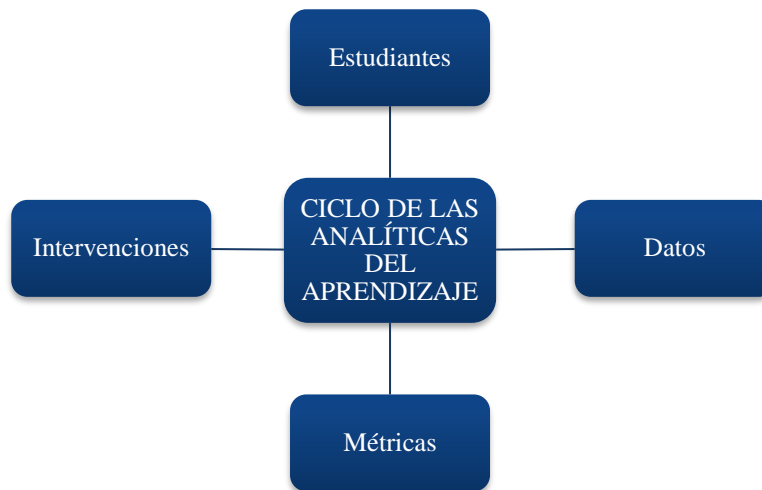 Estudiantes
Intervenciones
CICLO DE LAS
ANALÍTICAS
DEL
APRENDIZAJE
Datos
Métricas